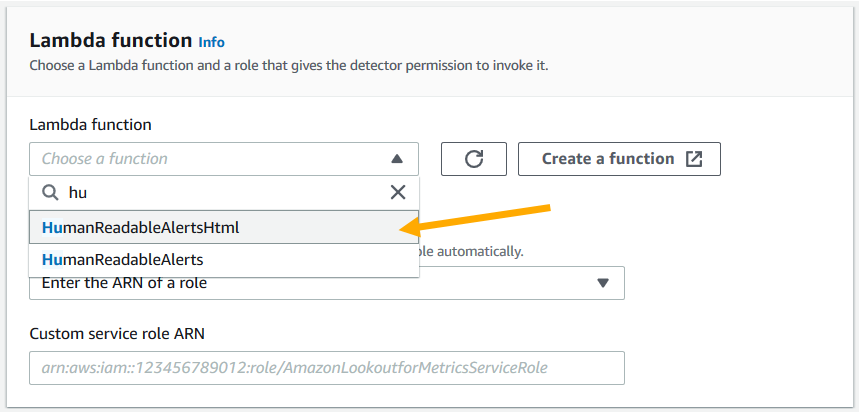 Lambda function Info
Choose a Lambda function and a role that gives the detector permission to invoke it.
Lambda function
Choose a function
Create a function
hu
HumanReadableAlertsHtml
HumanReadableAlerts
automatically.
Enter the ARN of a role
Custom service role ARN
arn:aws:iam::123456789012:role/AmazonLookoutforMetricsServiceRole